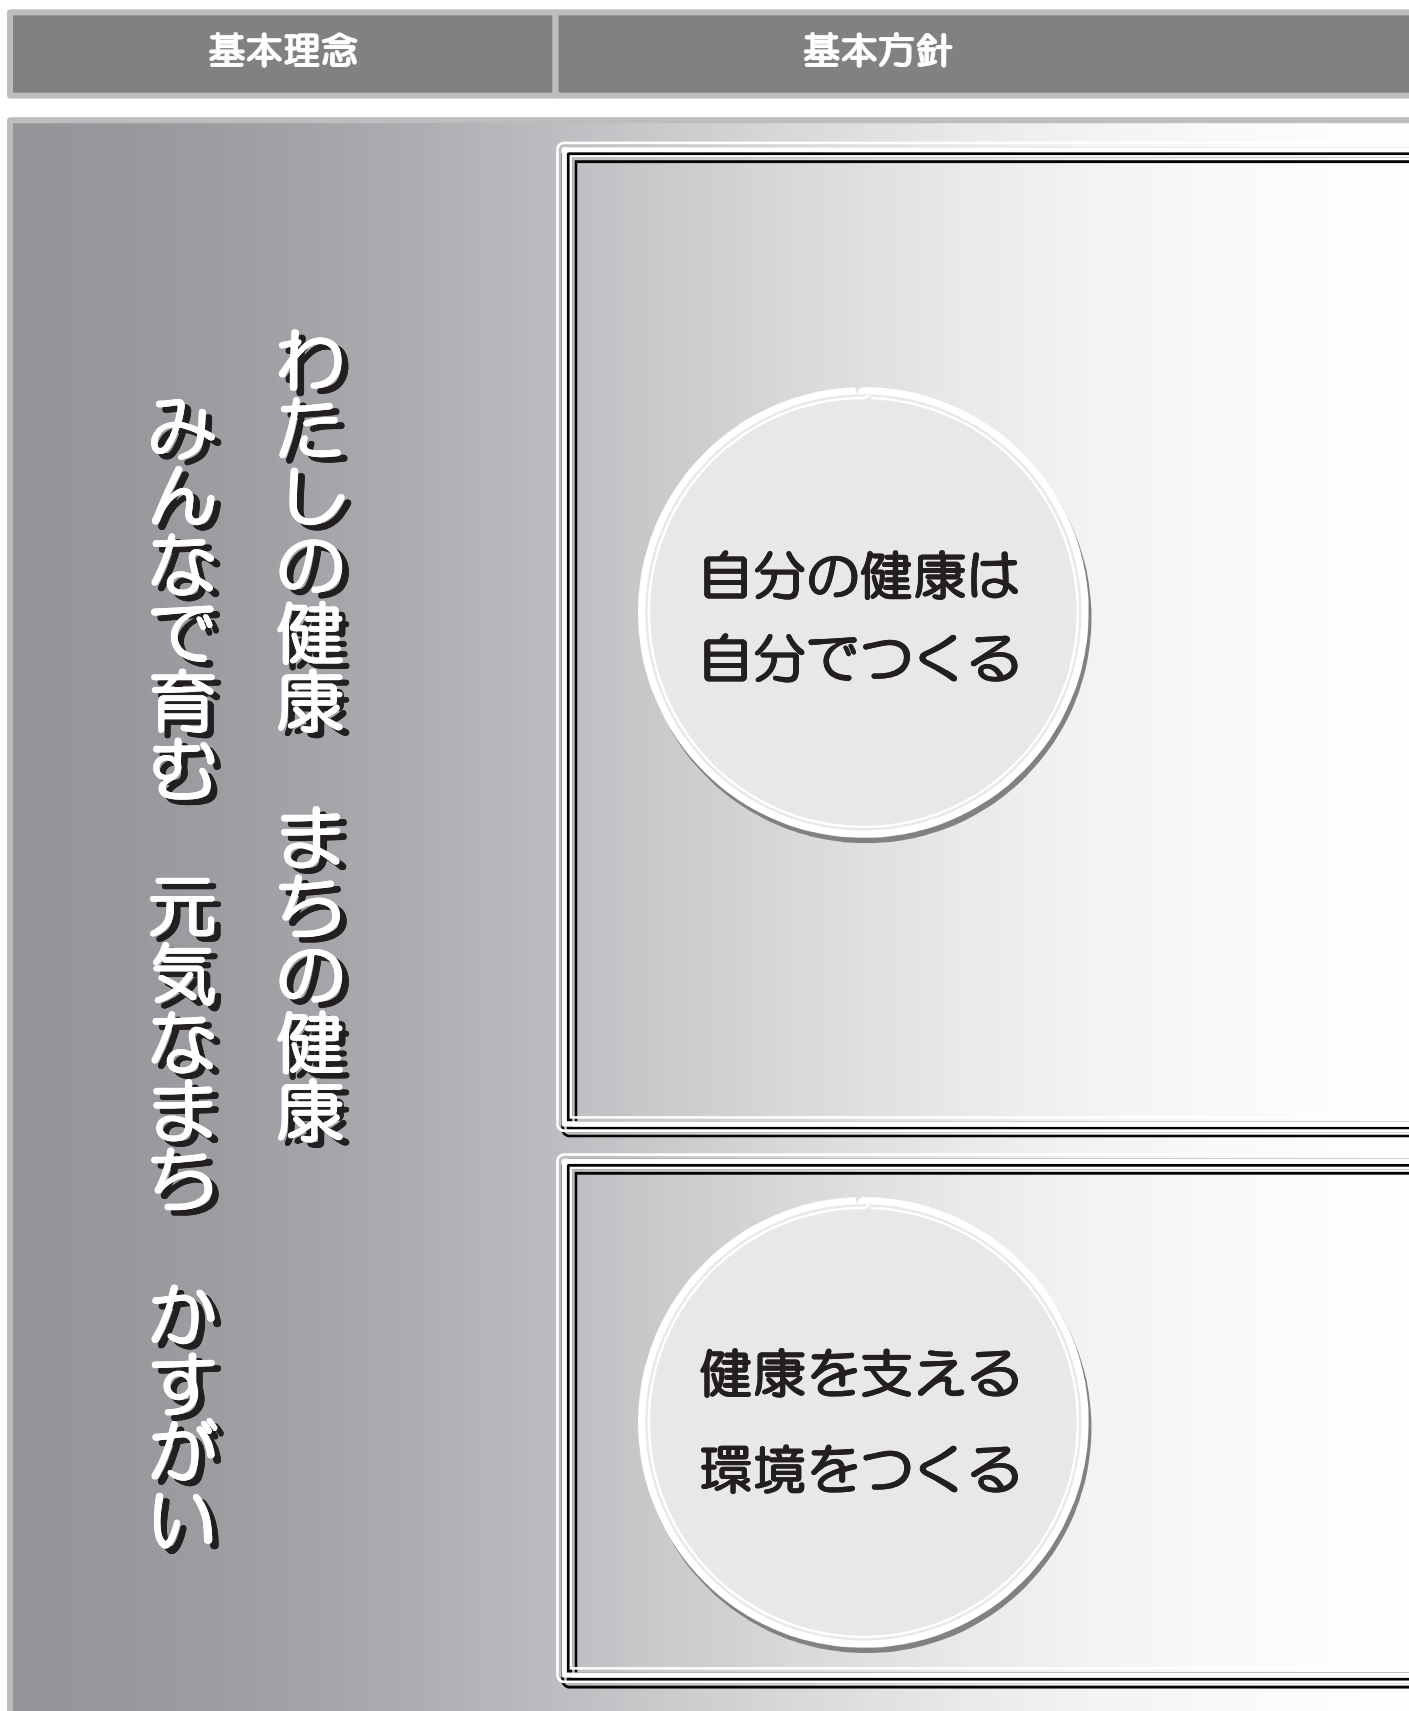 基本理念
基本方針
わたしの健康　まちの健康
みんなで育む　元気なまち　かすがい
自分の健康は
自分でつくる
健康を支える
環境をつくる